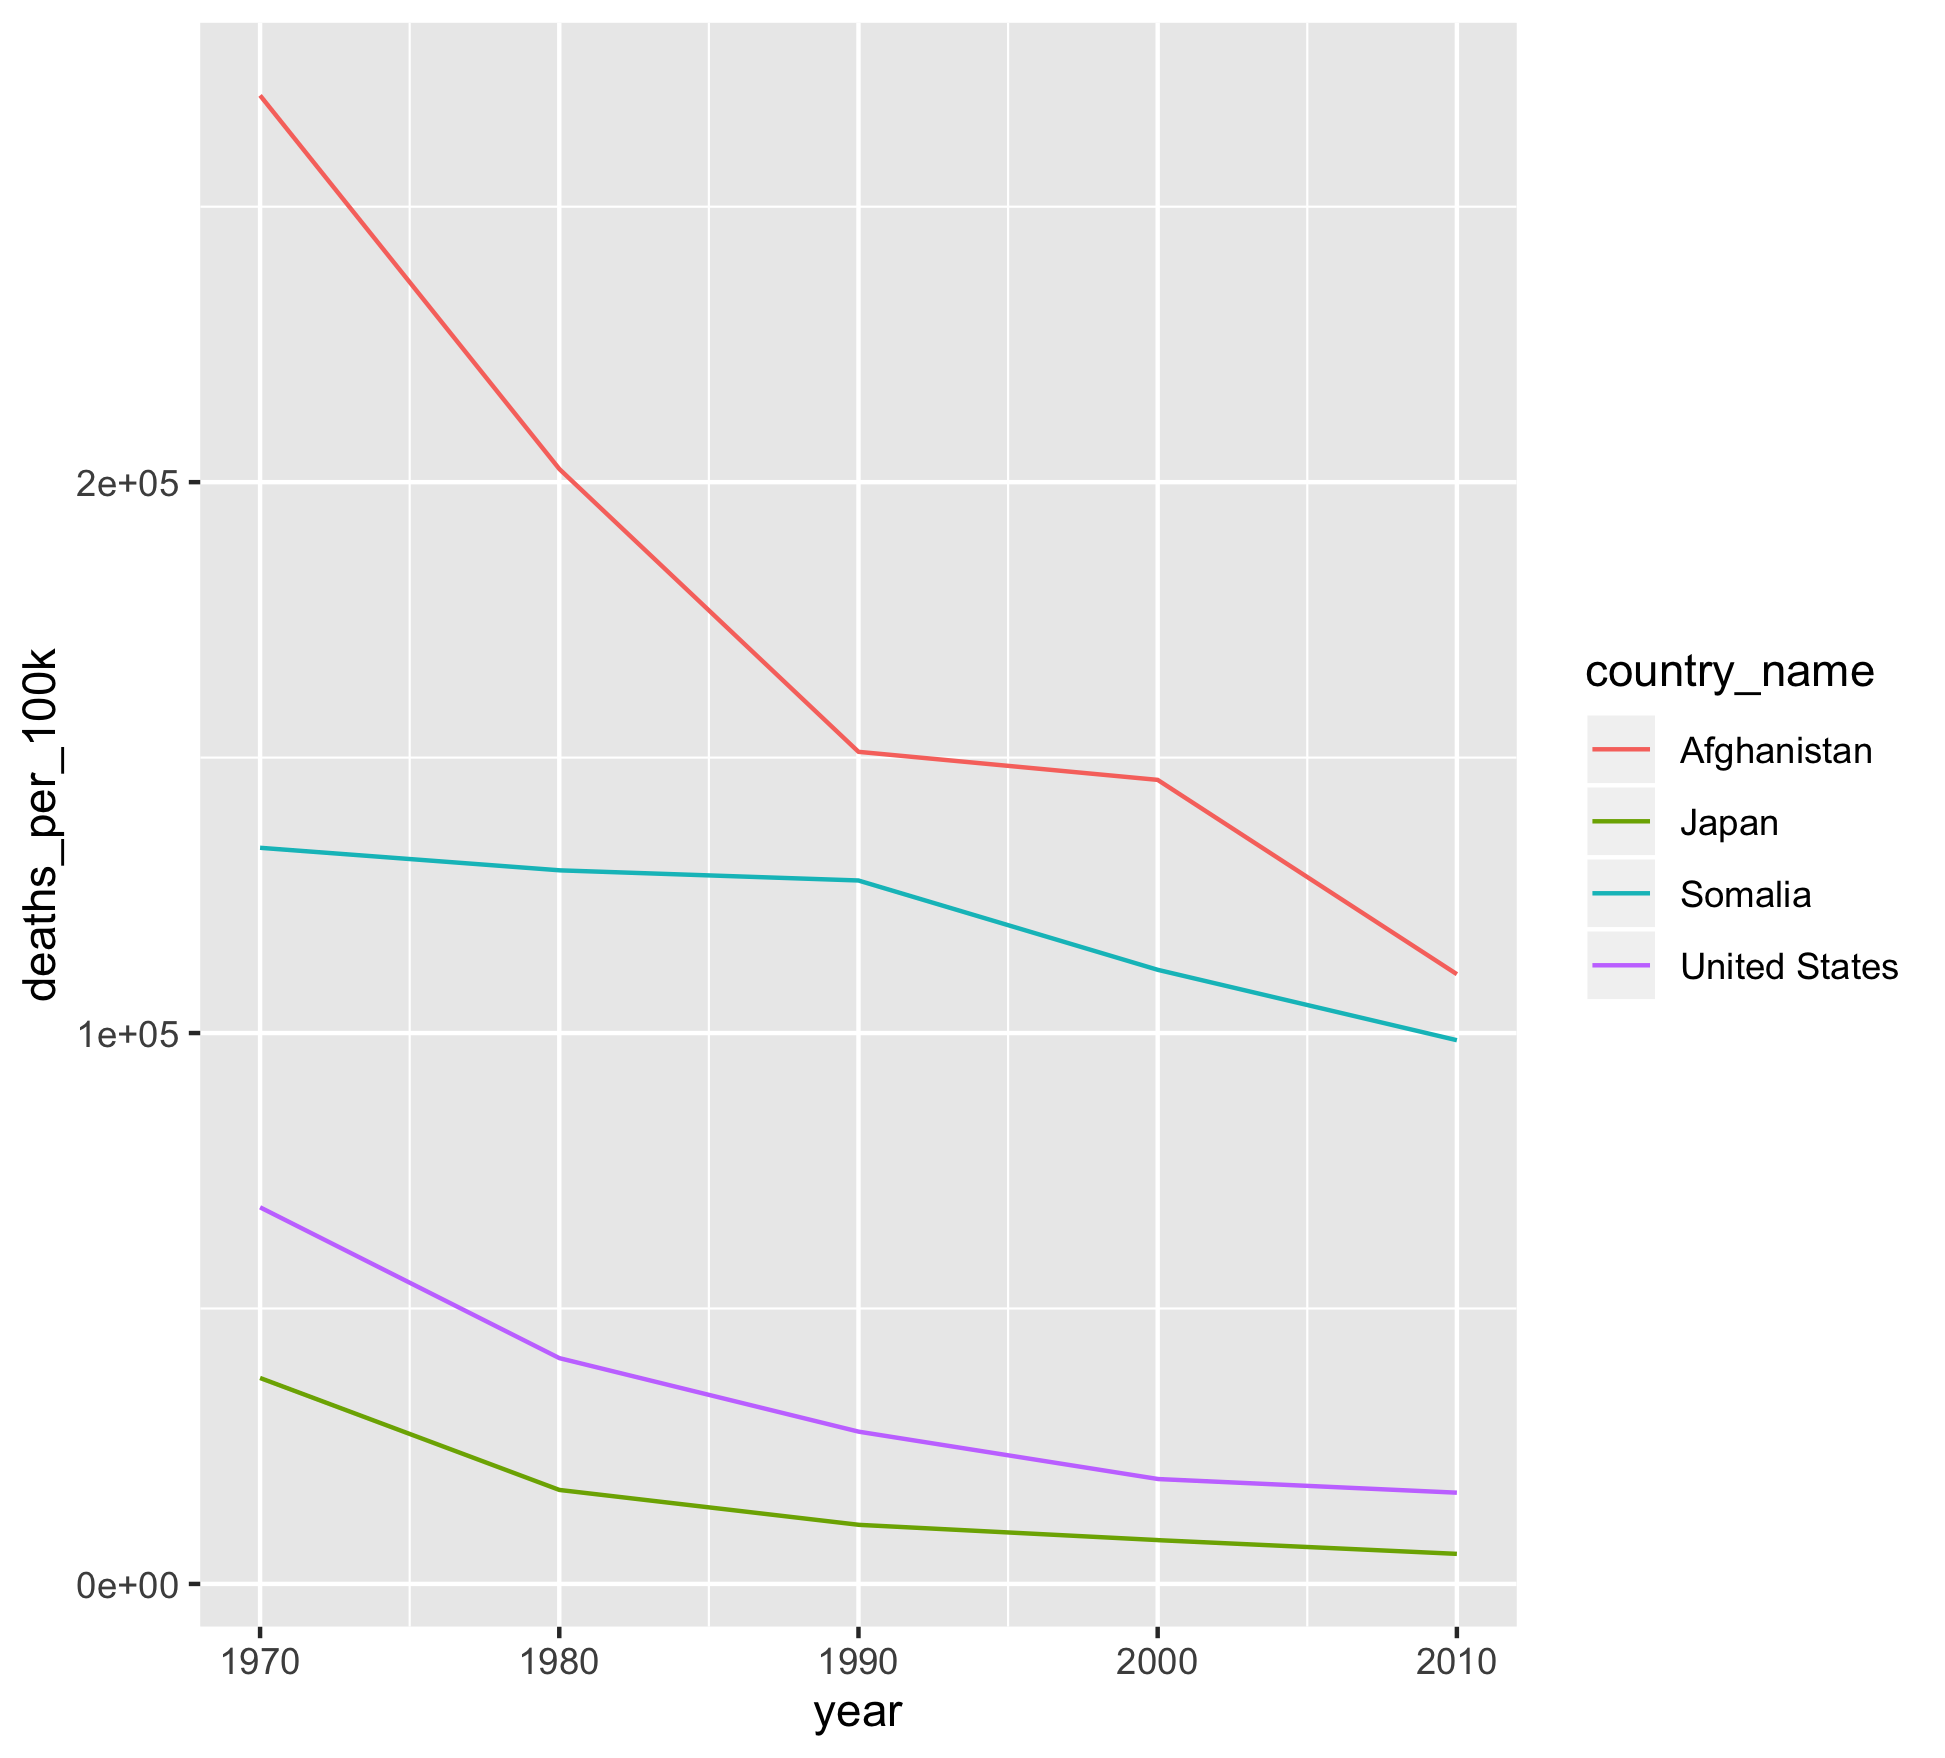 deaths_per_100k
2e+05
1e+05
0e+00
1970 1980 1990 2000 2010
year
country_name
Afghanistan
Japan
Somalia
United States